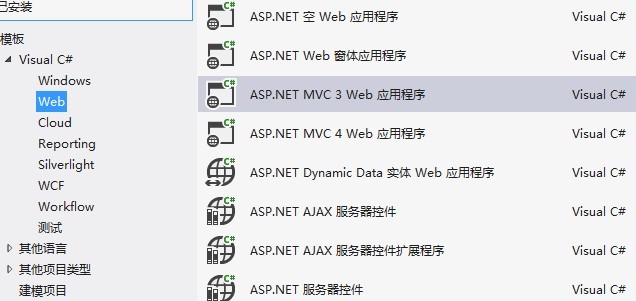 已安装
模板
Visual C#
Windows
Web
Cloud
Reporting
Silverlight
WCF
Workflow
测试
其他语言
其他项目类型
建模项目
ASP.NET 空 Web 应用程序 Visual C#
ASP.NET Web 窗体应用程序 Visual C#
ASP.NET MVC 3 Web 应用程序 Visual C#
ASP.NET MVC 4 Web 应用程序 Visual C#
ASP.NET Dynamic Data 实体 Web 应用程序 Visual C#
ASP.NET AJAX 服务器控件 Visual C#
ASP.NET AJAX 服务器控件扩展程序 Visual C#
ASP.NET 服务器控件 Visual C#